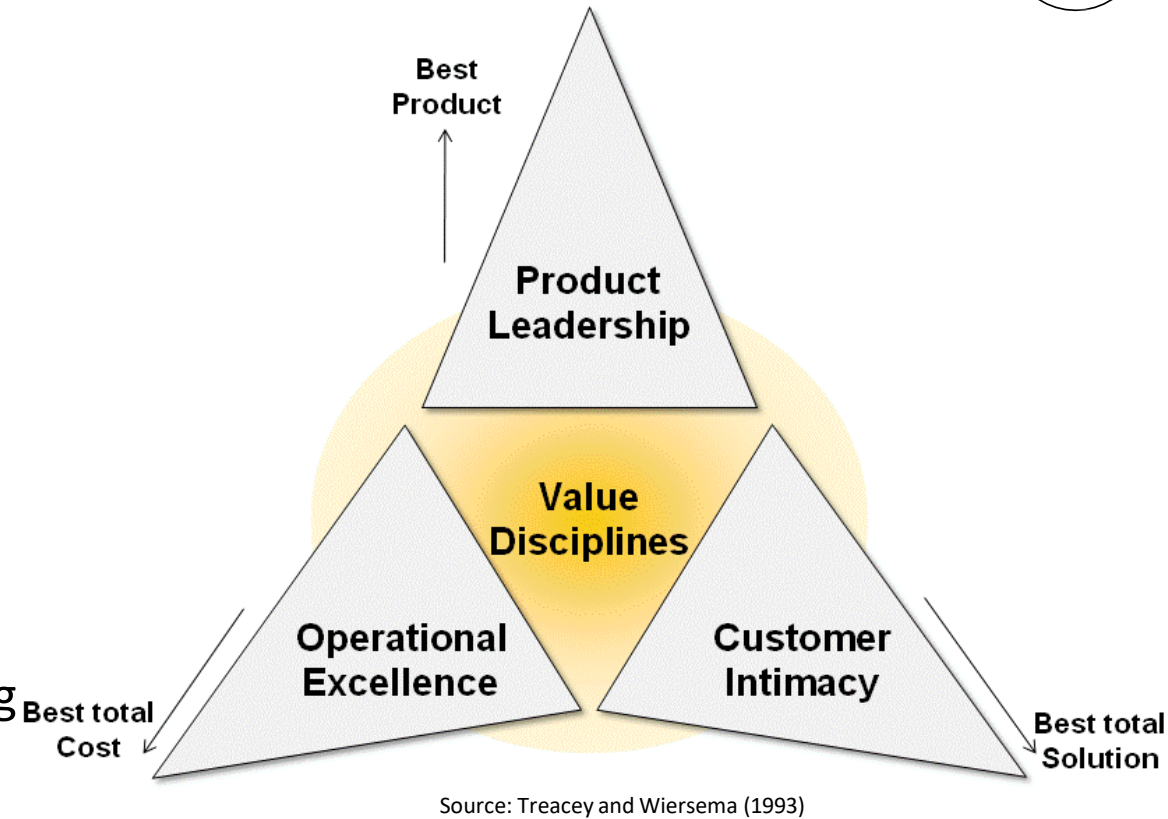 Best
Product
Product
Leadership
Value
Disciplines
Operational
Excellence
Customer
Intimacy
g
Best total
Cost
Best total
Solution
Source: Treacey and Wiersema (1993)